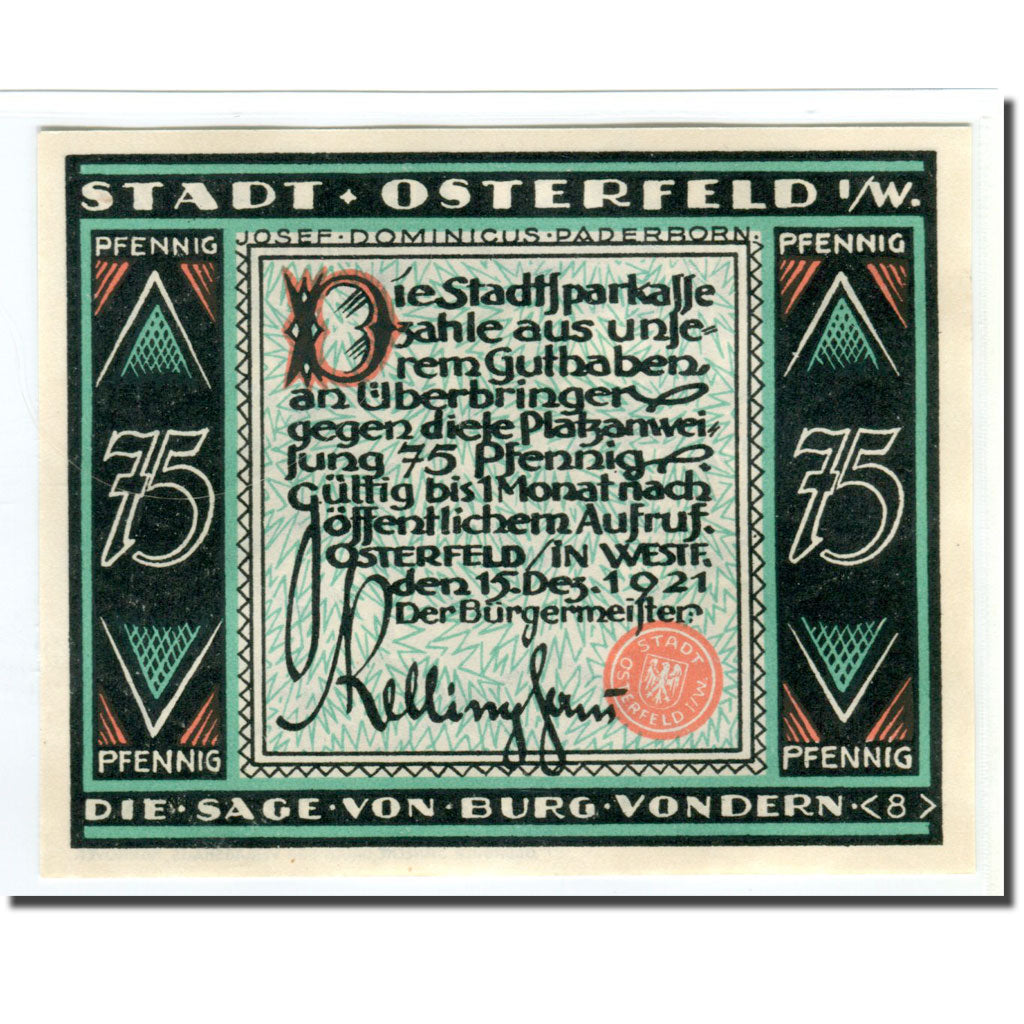 STADT · OSTERFELD I/W.
PFENNIG
JOSEF · DOMINICUS · PADERBORN.
PFENNIG
Die Stadtſparkaſſe
zahle aus unſe-
rem Guthaben
an Überbringer
gegen dieſe Platzanwei-
ſung 75 Pfennig.
Gültig bis 1 Monat nach
öffentlichem Aufruf.
OSTERFELD/IN WESTF.
den 15. Dez. 1921
Der Bürgermeiſter:
Kellinghaus
75
75
STADT
OSTERFELD I/W.
PFENNIG
PFENNIG
DIE · SAGE · VON · BURG · VONDERN · <8>